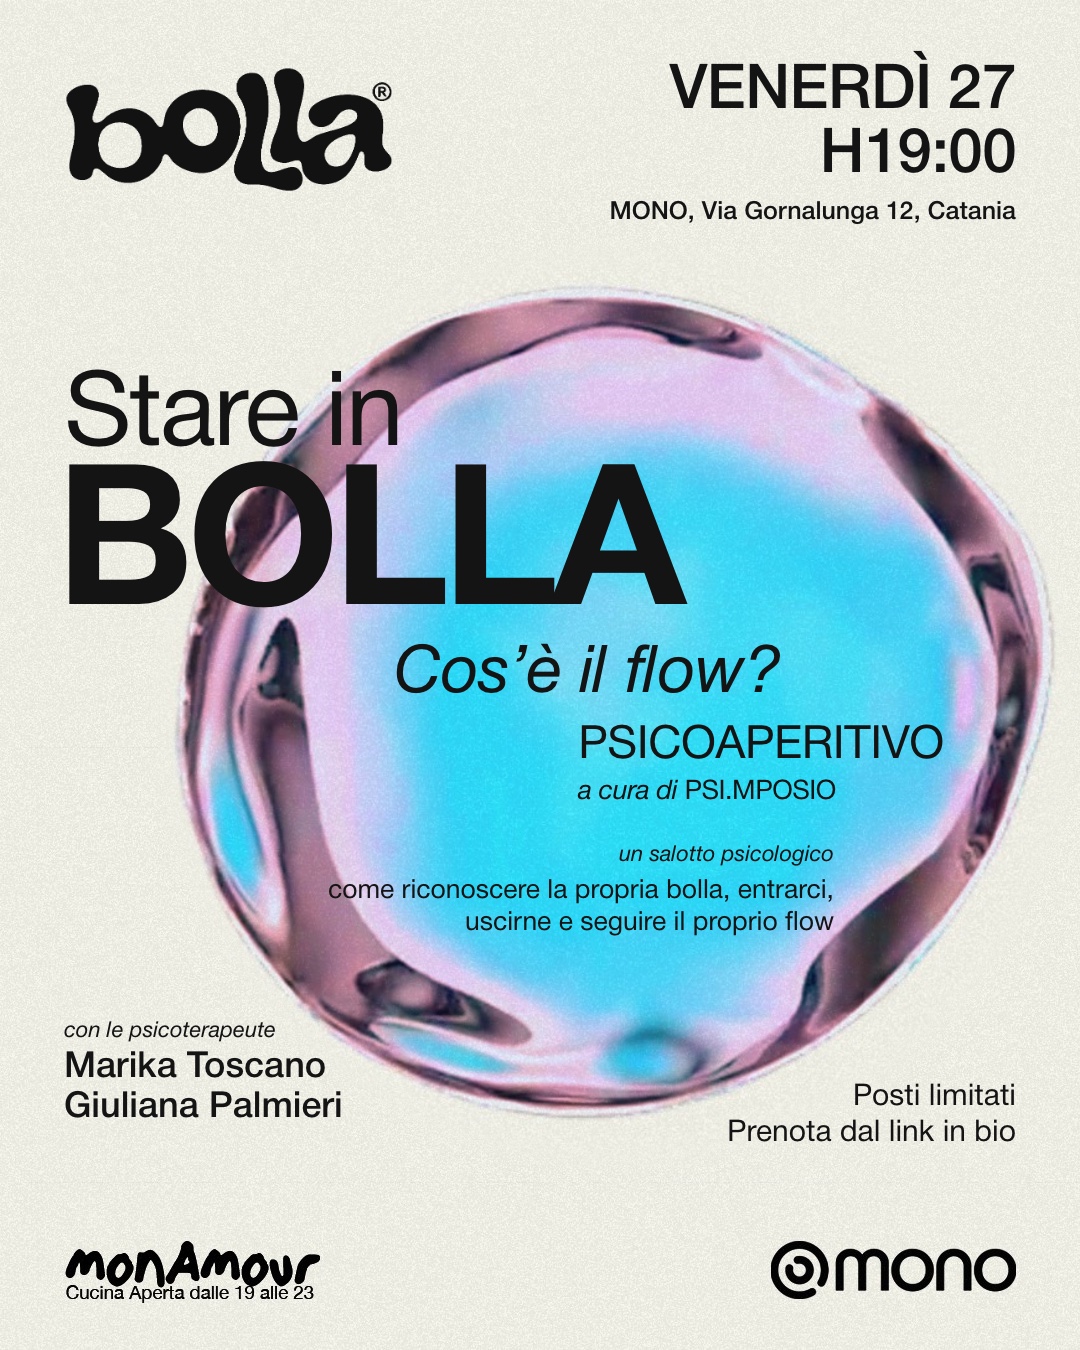 bolla®
VENERDÌ 27
H19:00
MONO, Via Gornalunga 12, Catania
Stare in
BOLLA
Cos’è il flow?
PSICOAPERITIVO
a cura di PSI.MPOSIO
un salotto psicologico
come riconoscere la propria bolla, entrarci,
uscirne e seguire il proprio flow
con le psicoterapeute
Marika Toscano
Giuliana Palmieri
Posti limitati
Prenota dal link in bio
monAmour
Cucina Aperta dalle 19 alle 23
mono